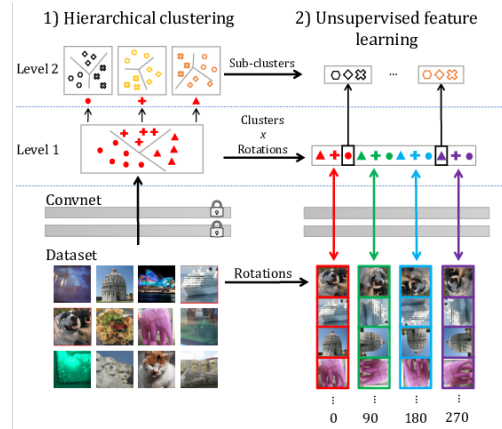 1) Hierarchical clustering
2) Unsupervised feature
learning
Level 2
Sub-clusters
...
Clusters
x
Rotations
Level 1
Convnet
Dataset
Rotations
... ... ... ...
0 90 180 270